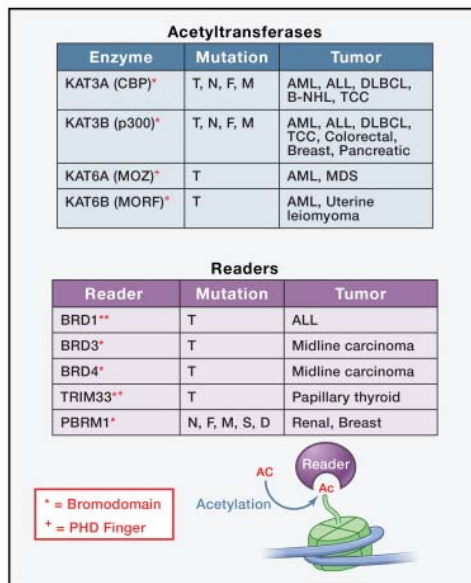 Acetyltransferases
Enzyme Mutation Tumor
KAT3A (CBP)* T, N, F, M AML, ALL, DLBCL,
B-NHL, TCC
KAT3B (p300)* T, N, F, M AML, ALL, DLBCL,
TCC, Colorectal,
Breast, Pancreatic
KAT6A (MOZ)* T AML, MDS
KAT6B (MORF)* T AML, Uterine
leiomyoma
Readers
Reader Mutation Tumor
BRD1** T ALL
BRD3* T Midline carcinoma
BRD4* T Midline carcinoma
TRIM33*+ T Papillary thyroid
PBRM1* N, F, M, S, D Renal, Breast
AC
Reader
Ac
Acetylation
* = Bromodomain
+ = PHD Finger